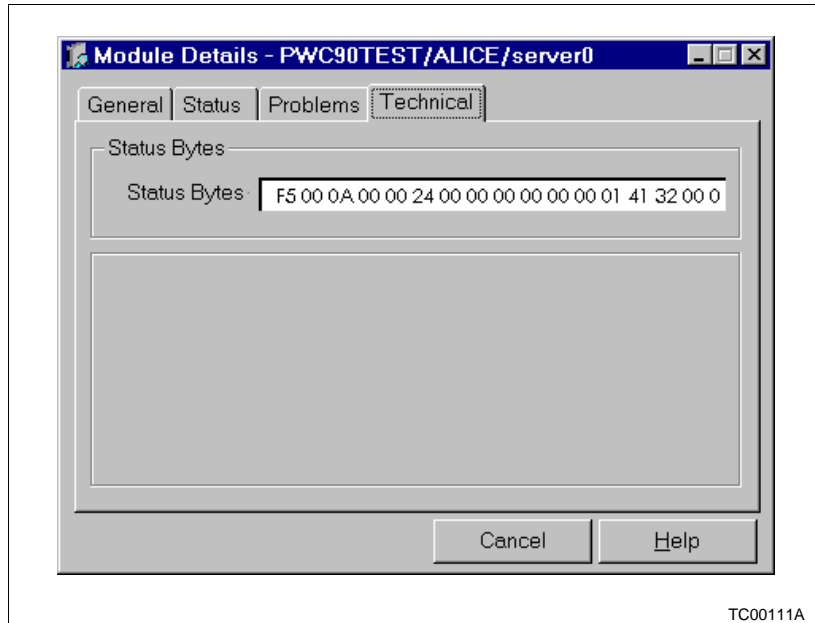 Module Details - PWC90TEST/ALICE/server0
General Status Problems Technical
Status Bytes
Status Bytes F5 00 0A 00 00 24 00 00 00 00 00 00 01 41 32 00 0
Cancel Help
TC00111A